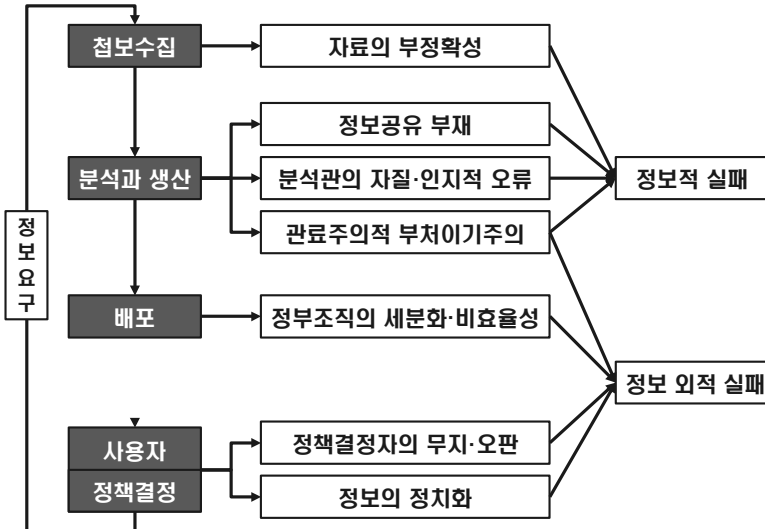 첩보수집
자료의 부정확성
정보공유 부재
분석과 생산
분석관의 자질·인지적 오류
정보적 실패
관료주의적 부처이기주의
정보요구
배포
정부조직의 세분화·비효율성
정보 외적 실패
사용자
정책결정자의 무지·오판
정책결정
정보의 정치화